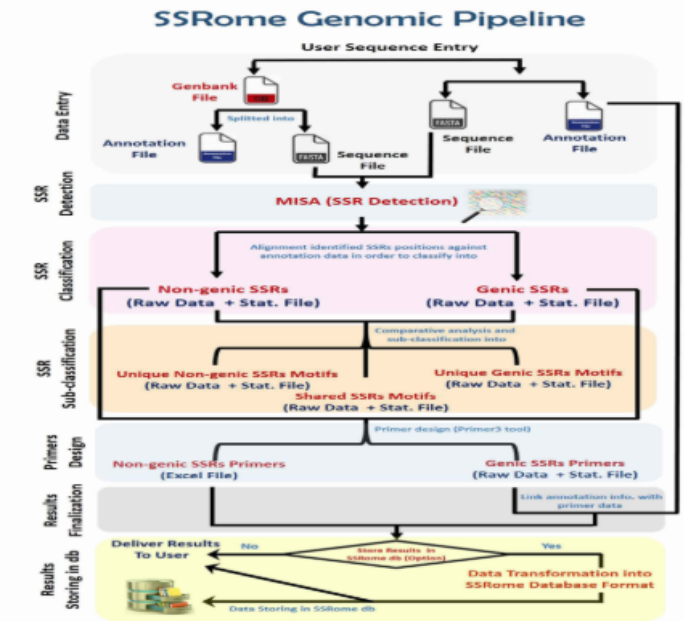 SSRome Genomic Pipeline
User Sequence Entry
Data Entry
Genbank
File
Splitted into
Annotation
File
FASTA
Sequence
File
FASTA
Sequence
File
Annotation
File
SSR
Detection
MISA (SSR Detection)
SSR
Classification
Alignment identified SSRs positions against
annotation data in order to classify into
Non-genic SSRs
(Raw Data + Stat. File)
Genic SSRs
(Raw Data + Stat. File)
SSR
Sub-classification
Comparative analysis and
sub-classification into
Unique Non-genic SSRs Motifs
(Raw Data + Stat. File)
Unique Genic SSRs Motifs
(Raw Data + Stat. File)
Shared SSRs Motifs
(Raw Data + Stat. File)
Primers
Design
Primer design (Primer3 tool)
Non-genic SSRs Primers
(Excel File)
Genic SSRs Primers
(Raw Data + Stat. File)
Results
Finalization
Link annotation info. with
primer data
Results
Storing in db
Deliver Results
To User
No
Store Results in
SSRome db (Option)
Yes
Data Transformation into
SSRome Database Format
Data Storing in SSRome db